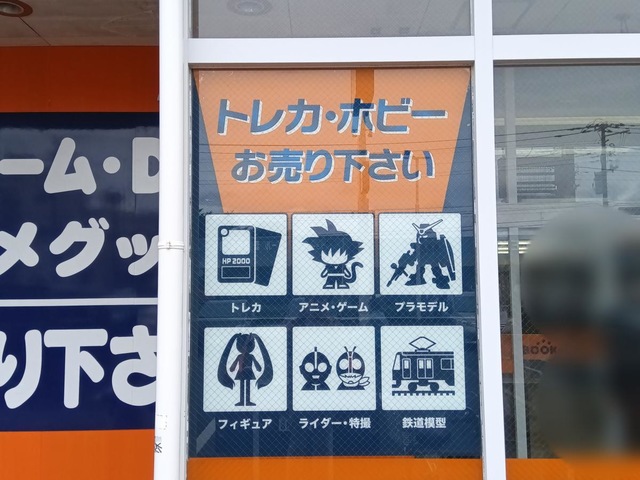 ーム・D
メグッ
り下さ
トレカ・ホビー
お売り下さい
HP 2000
トレカ
アニメ・ゲーム
プラモデル
フィギュア
ライダー・特撮
鉄道模型
BOOK